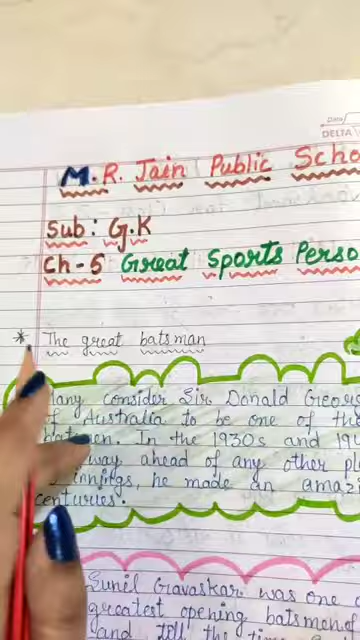 Date
DELTA
M.R. Jain Public Scho
Sub : G.K
Ch - 5 Great Sports Perso
* The great batsman
Many consider Sir Donald George
of Australia to be one of the
batsmen. In the 1930s and 19
way ahead of any other pl
innings, he made an amazi
centuries.
Sunil Gavaskar was one o
greatest opening batsmen of
and till the time